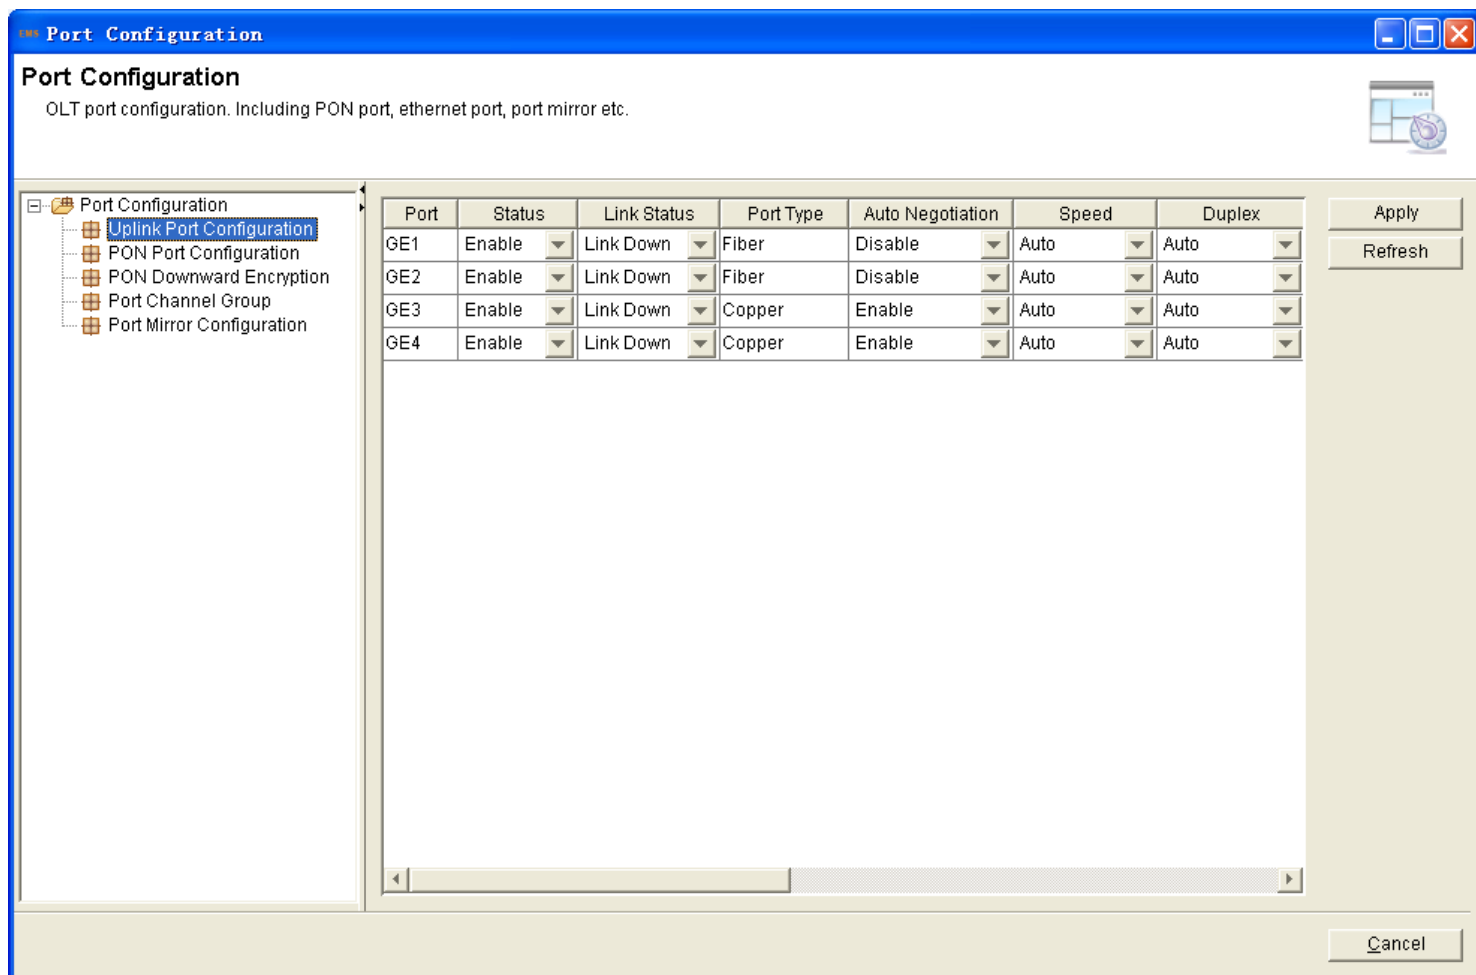 EMS Port Configuration
Port Configuration
OLT port configuration. Including PON port, ethernet port, port mirror etc.
Port Configuration
Uplink Port Configuration
PON Port Configuration
PON Downward Encryption
Port Channel Group
Port Mirror Configuration
Port Status Link Status Port Type Auto Negotiation Speed Duplex
GE1 Enable Link Down Fiber Disable Auto Auto
GE2 Enable Link Down Fiber Disable Auto Auto
GE3 Enable Link Down Copper Enable Auto Auto
GE4 Enable Link Down Copper Enable Auto Auto
Apply
Refresh
Cancel